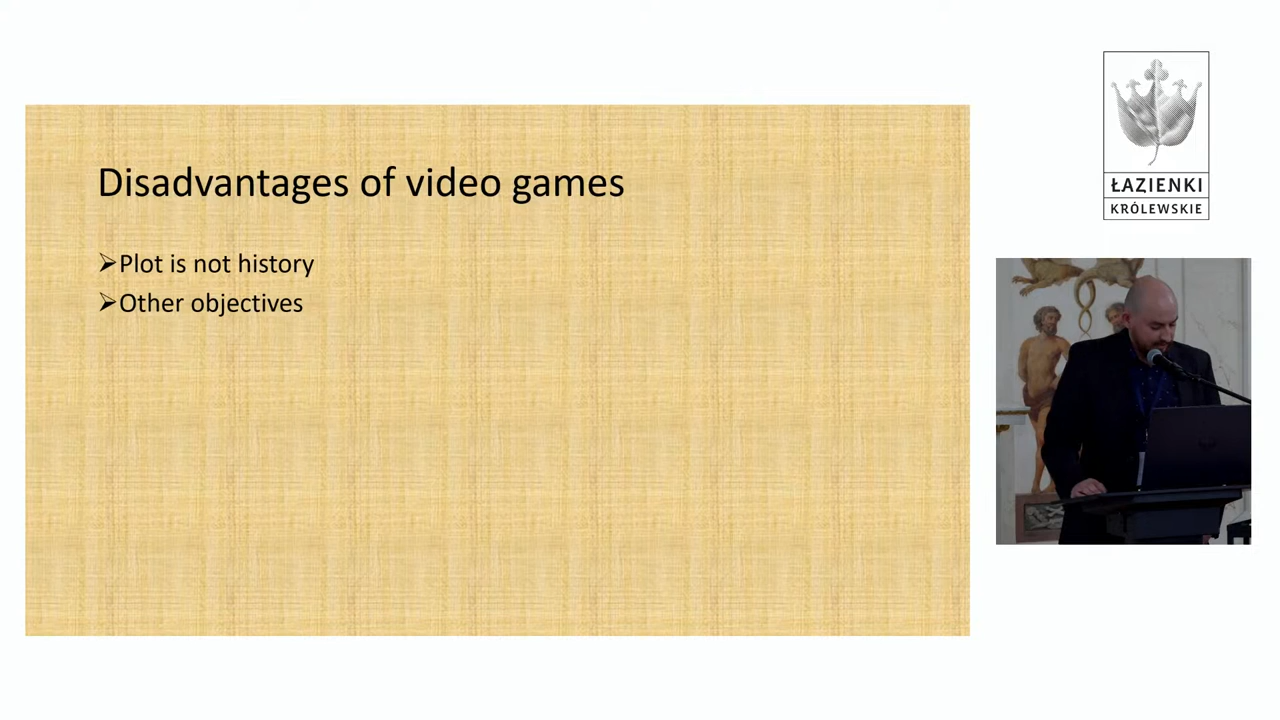 Disadvantages of video games
➢Plot is not history
➢Other objectives
ŁAZIENKI
KRÓLEWSKIE